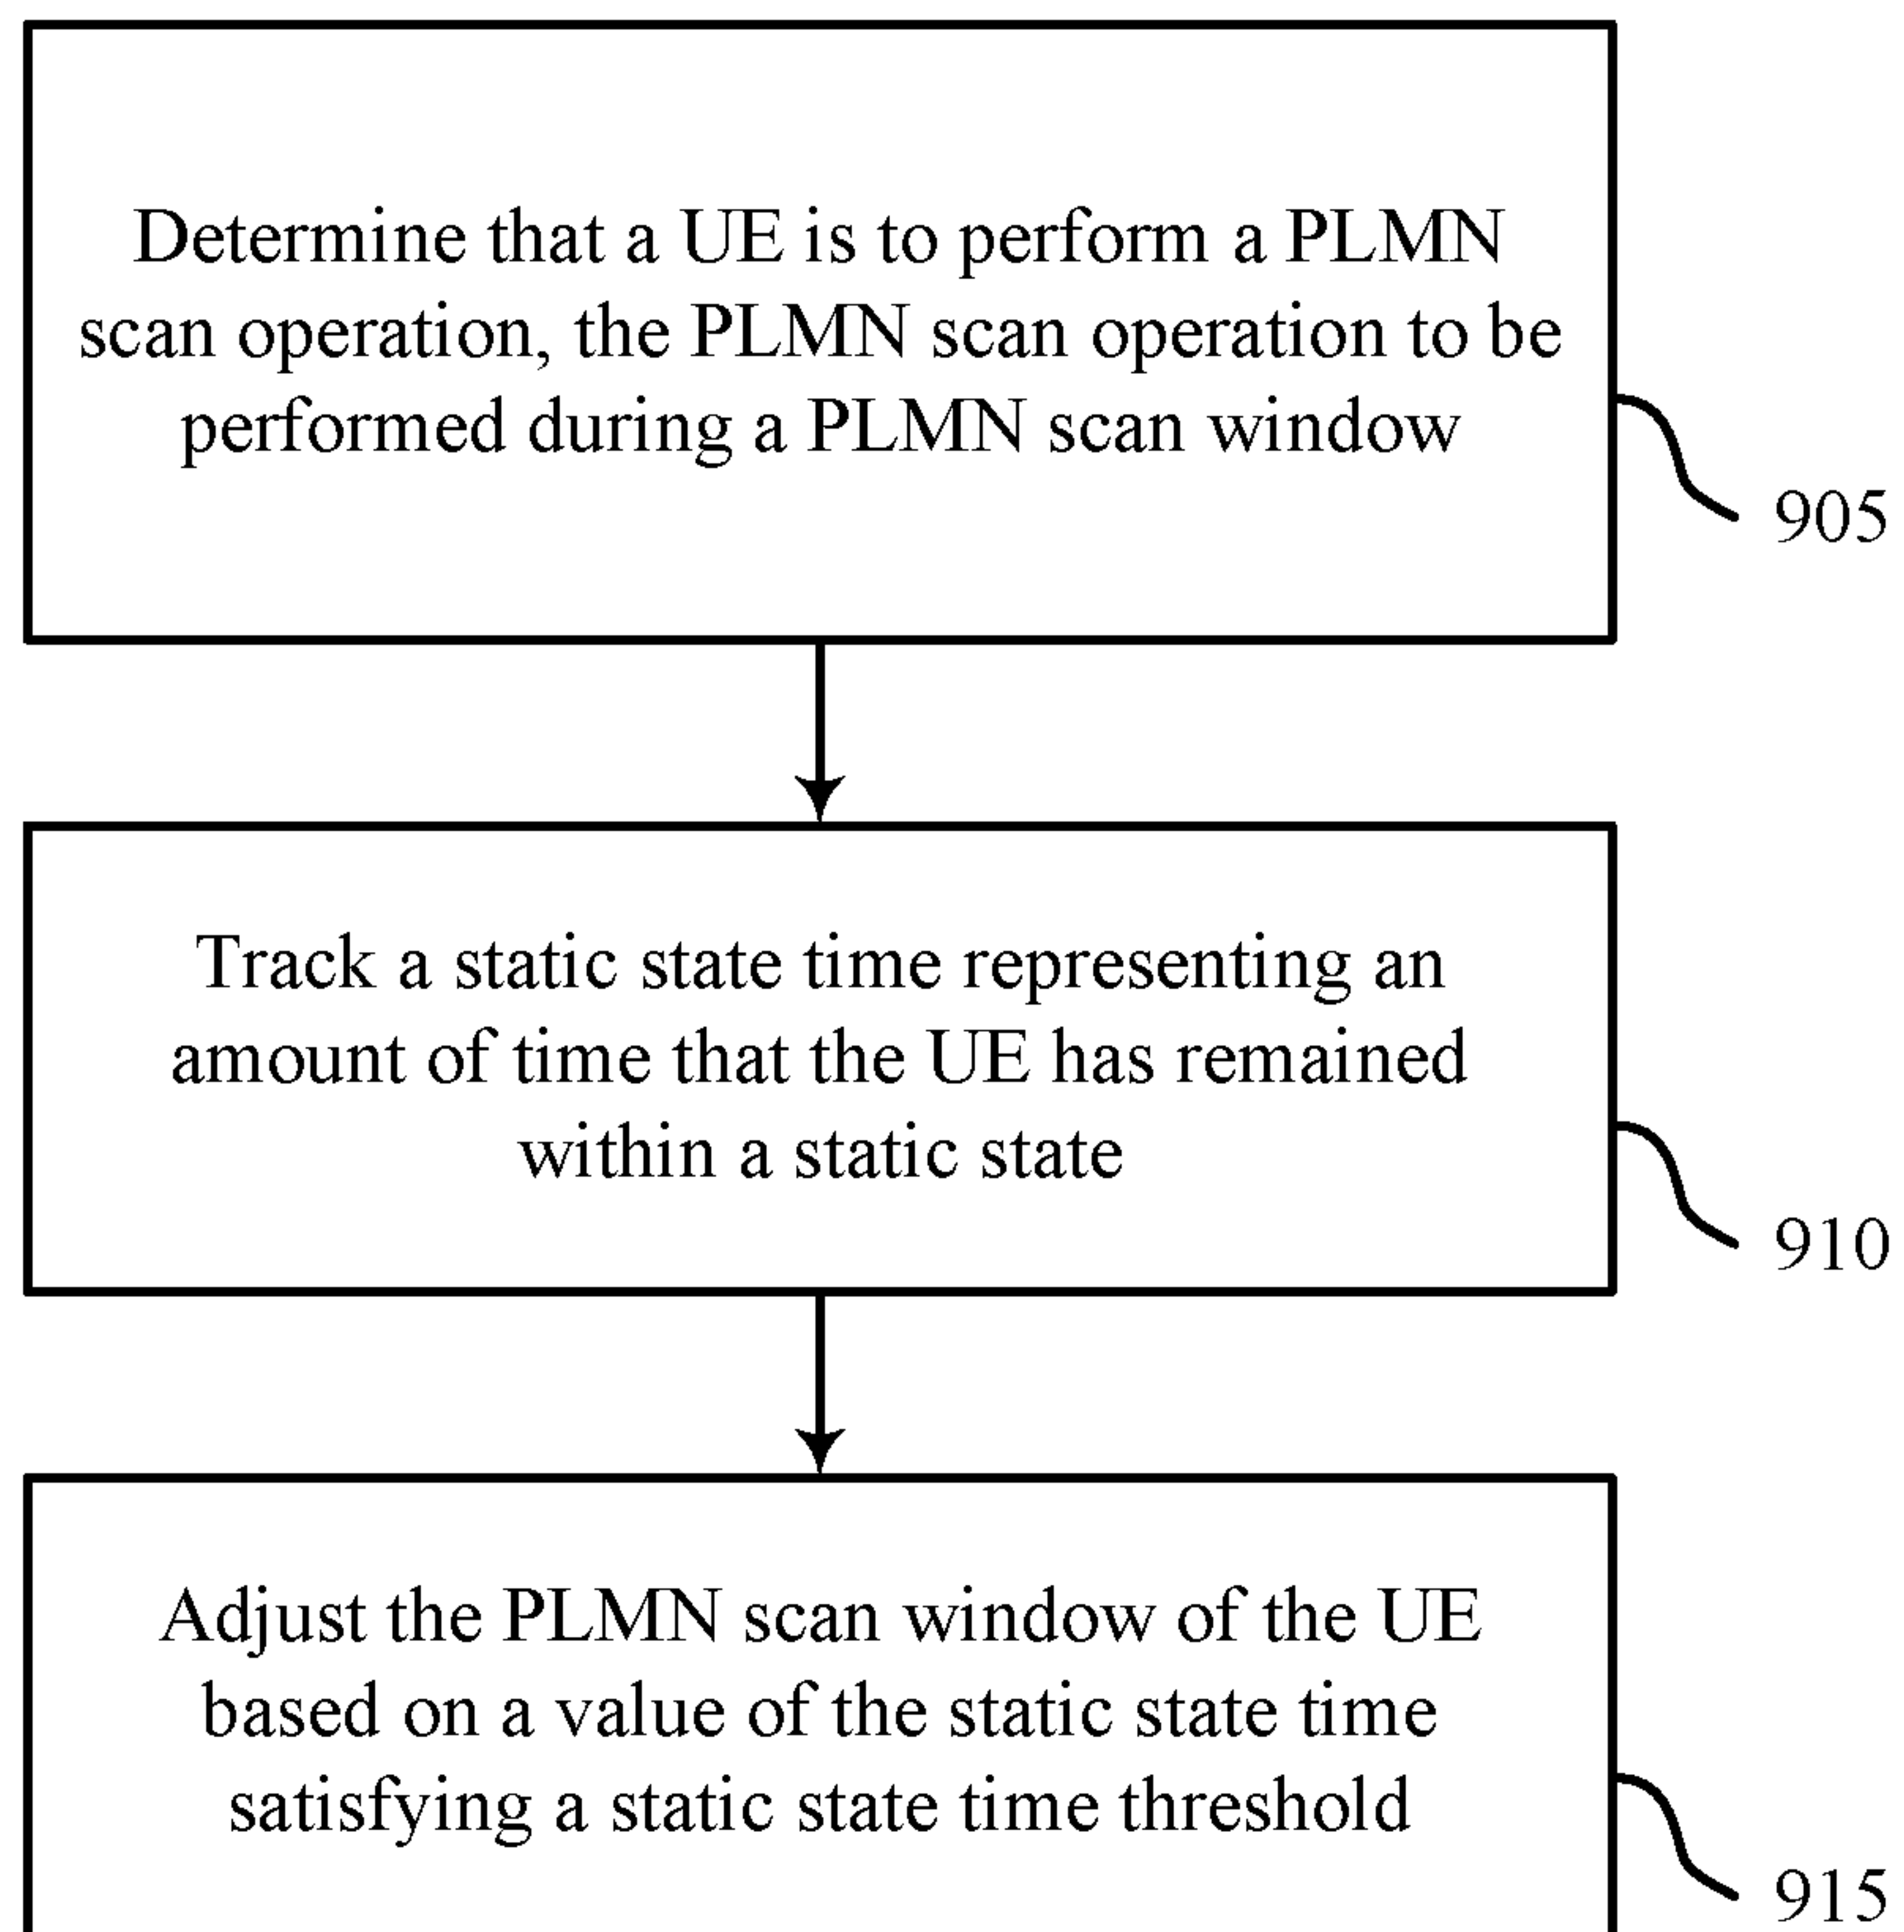 Determine that a UE is to perform a PLMN
scan operation, the PLMN scan operation to be
performed during a PLMN scan window
905
Track a static state time representing an
amount of time that the UE has remained
within a static state
910
Adjust the PLMN scan window of the UE
based on a value of the static state time
satisfying a static state time threshold
915